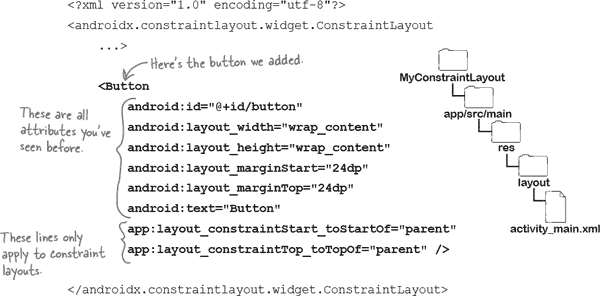 <?xml version="1.0" encoding="utf-8"?>
<androidx.constraintlayout.widget.ConstraintLayout
...>
Here's the button we added.
<Button
These are all
attributes you've
seen before.
android:id="@+id/button"
android:layout_width="wrap_content"
android:layout_height="wrap_content"
android:layout_marginStart="24dp"
android:layout_marginTop="24dp"
android:text="Button"
These lines only
apply to constraint
layouts.
app:layout_constraintStart_toStartOf="parent"
app:layout_constraintTop_toTopOf="parent" />
</androidx.constraintlayout.widget.ConstraintLayout>
MyConstraintLayout
app/src/main
res
layout
activity_main.xml